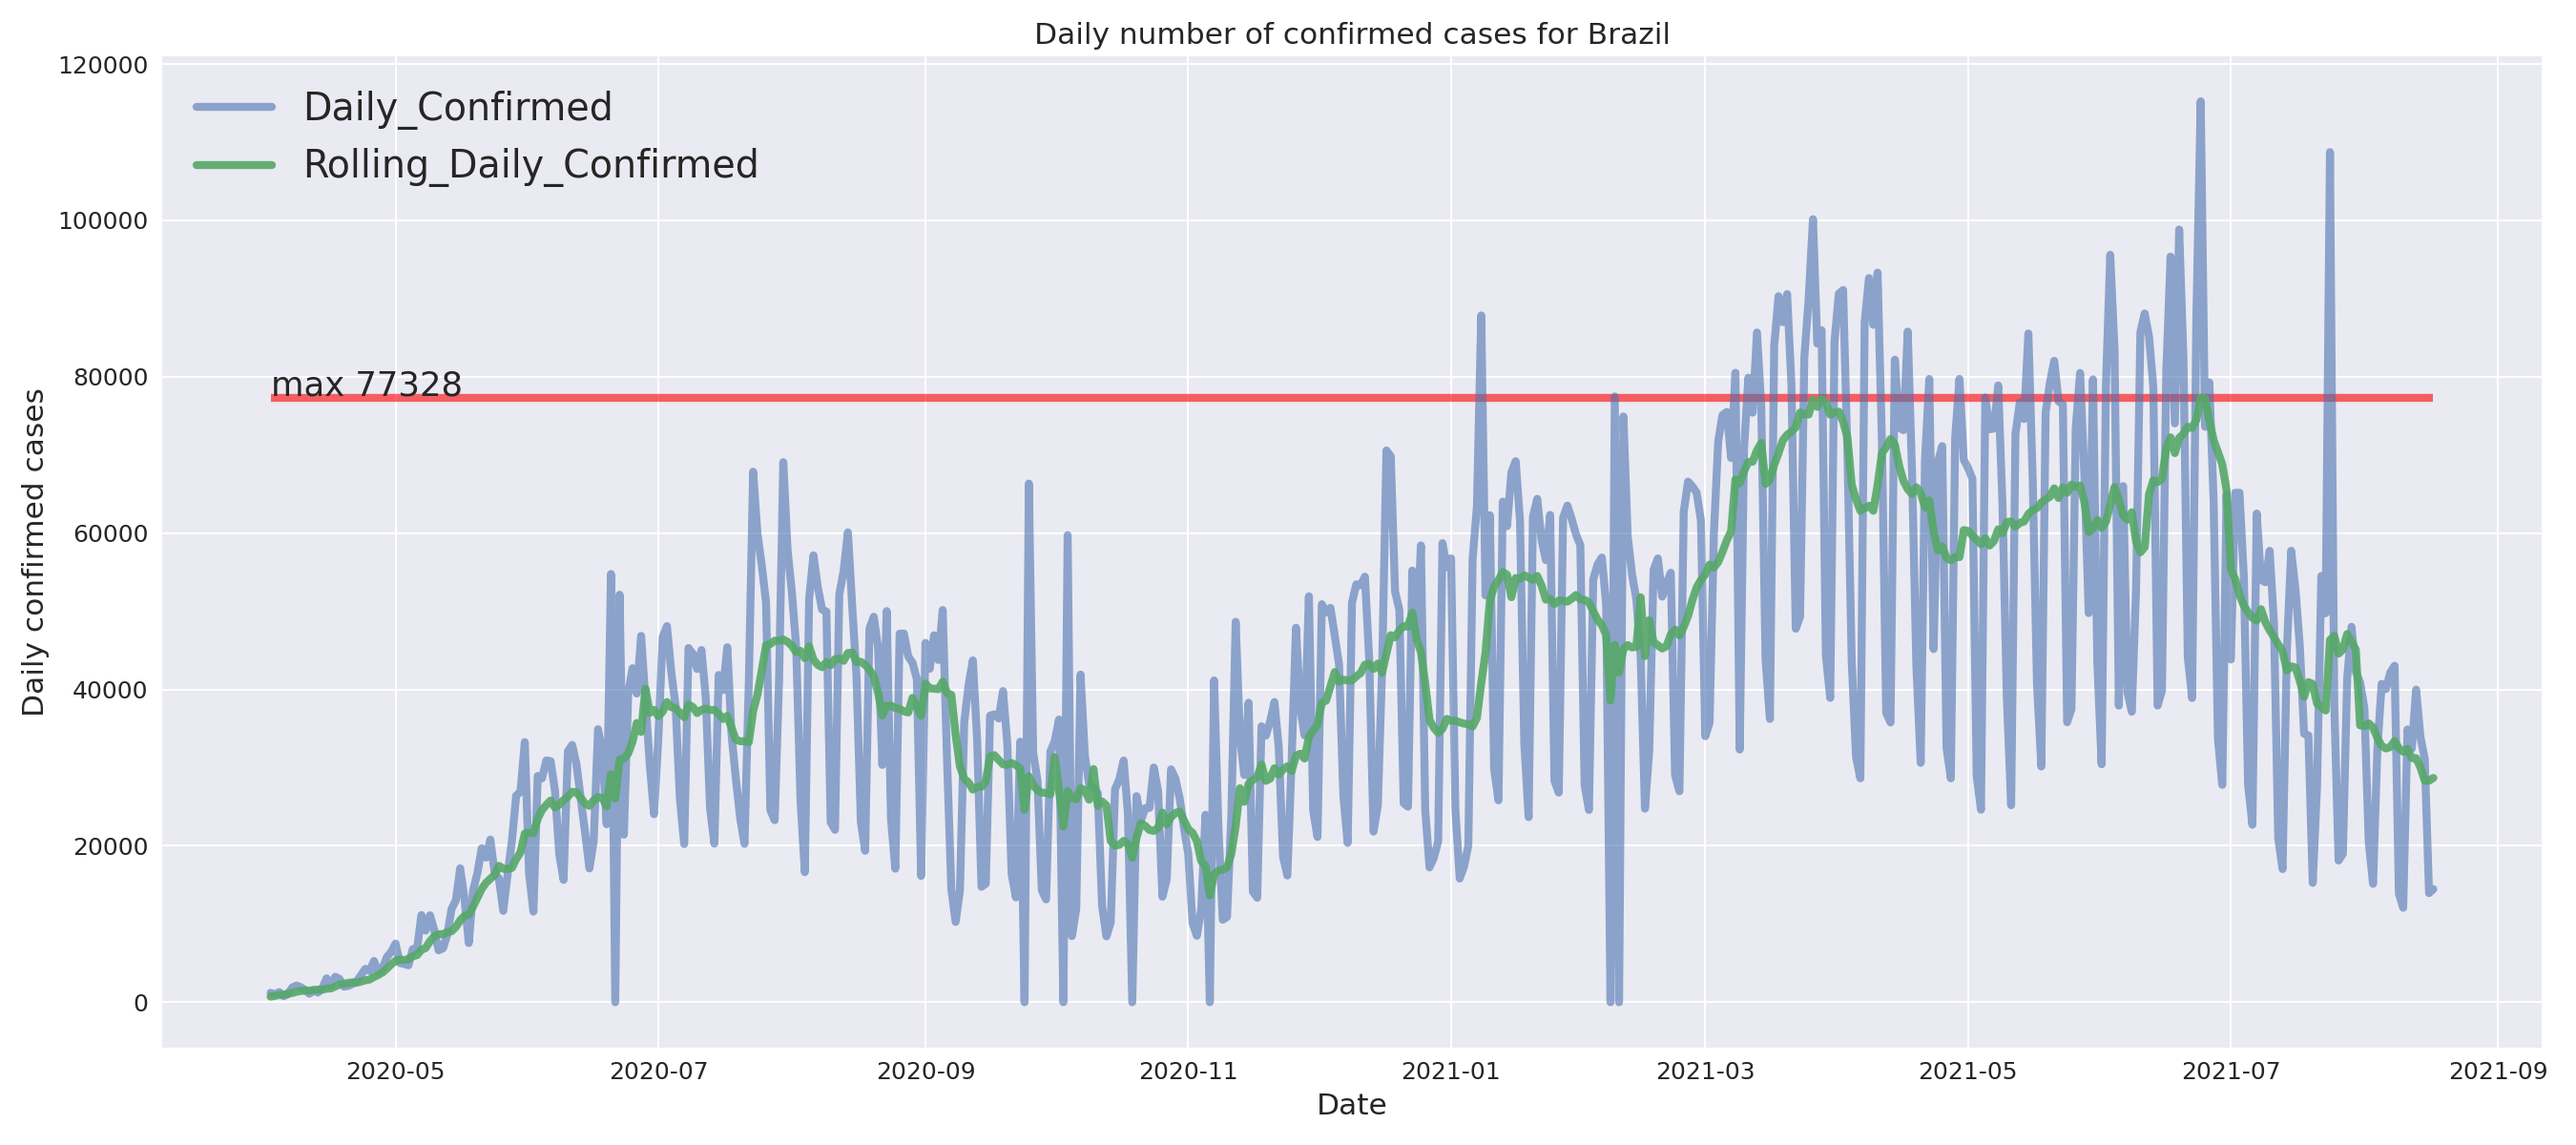 Daily number of confirmed cases for Brazil
120000
100000
80000
60000
40000
20000
0
Daily confirmed cases
Daily_Confirmed
Rolling_Daily_Confirmed
max 77328
2020-05 2020-07 2020-09 2020-11 2021-01 2021-03 2021-05 2021-07 2021-09
Date